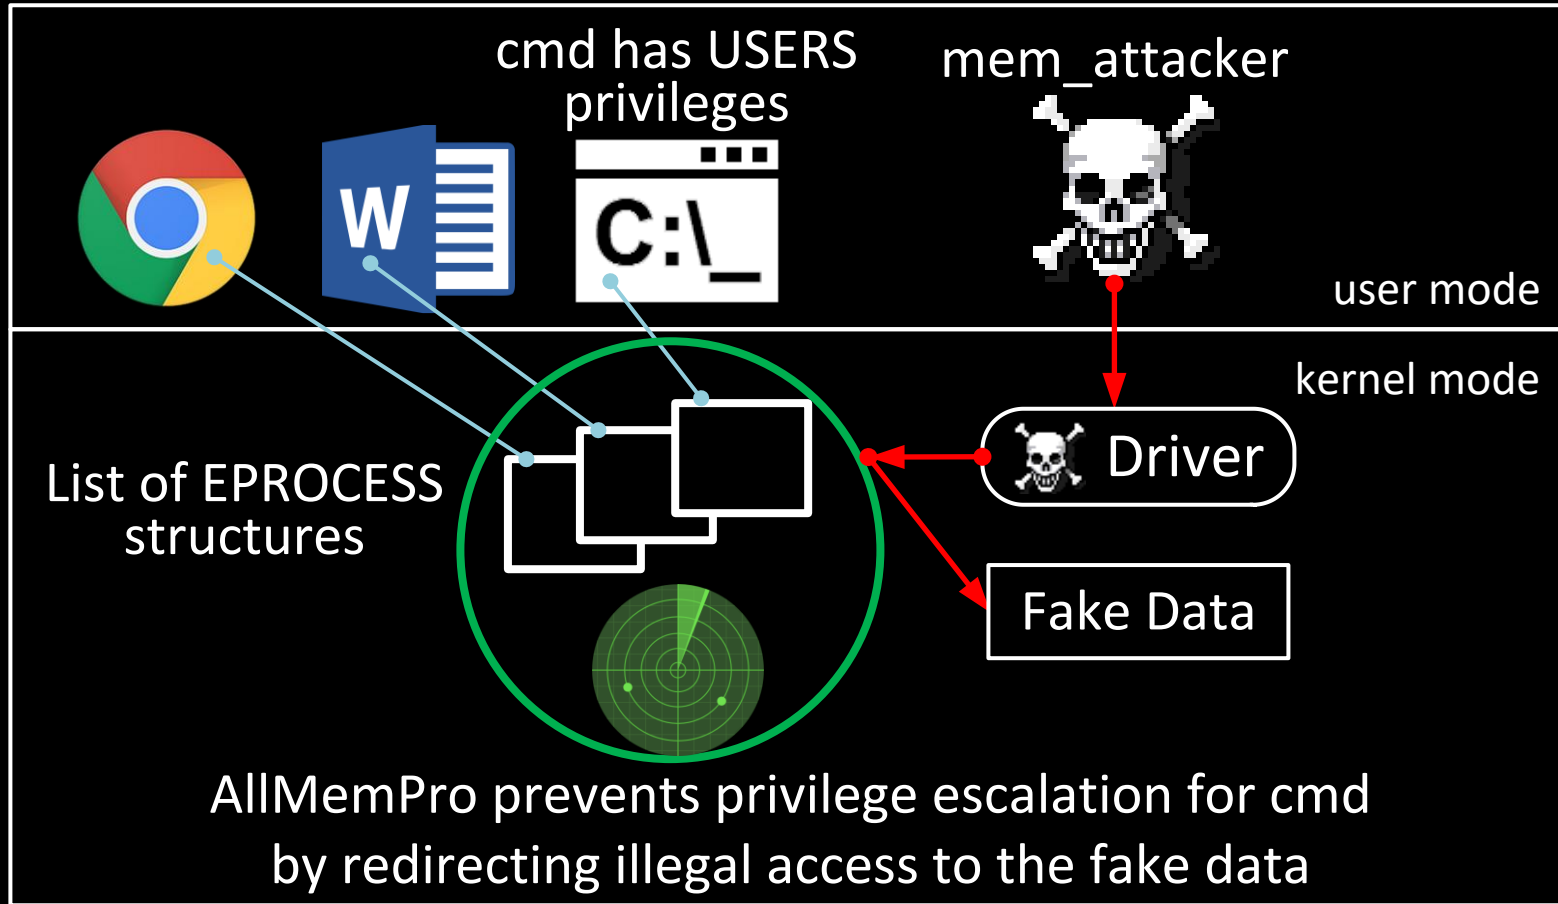 cmd has USERS
privileges
mem_attacker
W
C:\_
user mode
kernel mode
List of EPROCESS
structures
Driver
Fake Data
AllMemPro prevents privilege escalation for cmd
by redirecting illegal access to the fake data